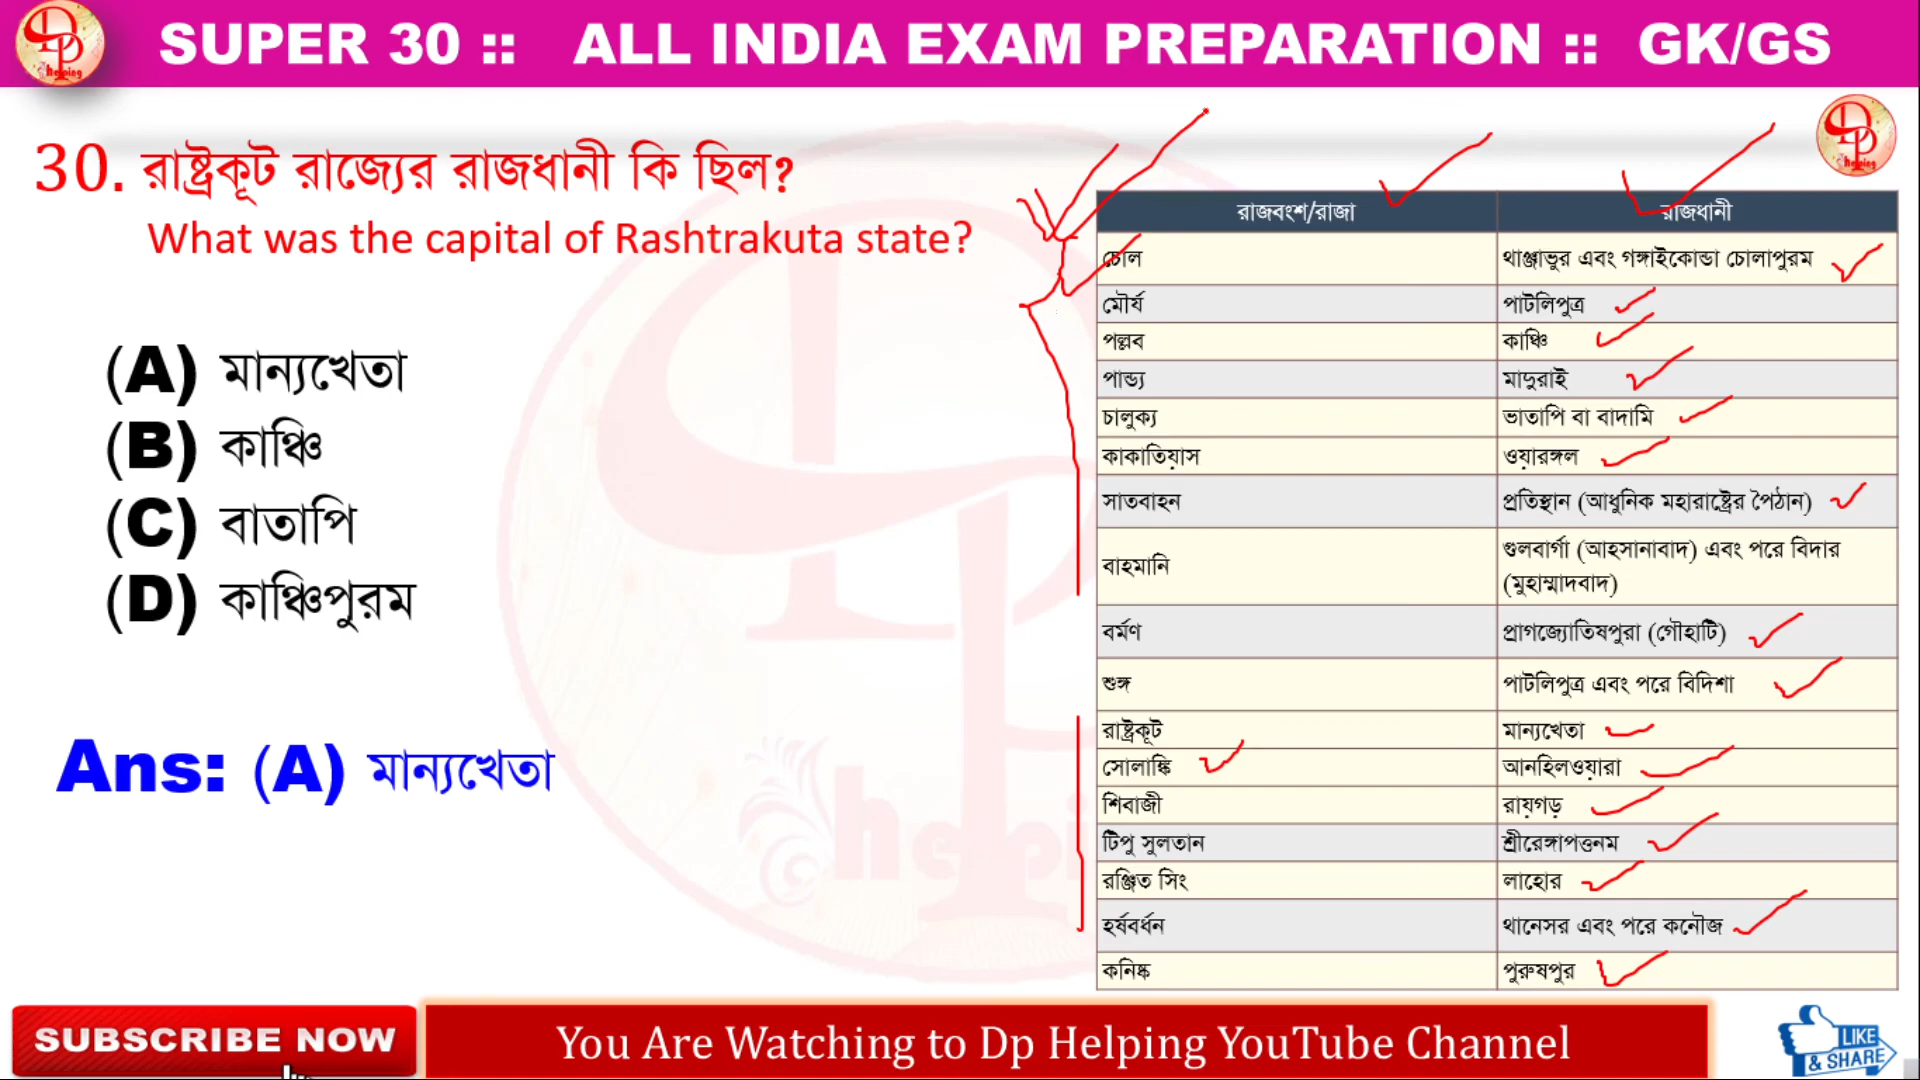 SUPER 30 :: ALL INDIA EXAM PREPARATION :: GK/GS
30. রাষ্ট্রকূট রাজ্যের রাজধানী কি ছিল?
What was the capital of Rashtrakuta state?
(A) মান্যখেতা
(B) কাঞ্চি
(C) বাতাপি
(D) কাঞ্চিপুরম
Ans: (A) মান্যখেতা
রাজবংশ/রাজা রাজধানী
চোল থাঞ্জাভুর এবং গঙ্গাইকোন্ডা চোলাপুরম
মৌর্য পাটলিপুত্র
পল্লব কাঞ্চি
পান্ড্য মাদুরাই
চালুক্য ভাতাপি বা বাদামি
কাকাতিয়াস ওয়ারঙ্গল
সাতবাহন প্রতিস্থান (আধুনিক মহারাষ্ট্রের পৈঠান)
বাহমানি গুলবার্গা (আহসানাবাদ) এবং পরে বিদার
(মুহাম্মাদবাদ)
বর্মণ প্রাগজ্যোতিষপুরা (গৌহাটি)
শুঙ্গ পাটলিপুত্র এবং পরে বিদিশা
রাষ্ট্রকূট মান্যখেতা
সোলাঙ্কি আনহিলওয়ারা
শিবাজী রায়গড়
টিপু সুলতান শ্রীরেঙ্গাপত্তনম
রঞ্জিত সিং লাহোর
হর্ষবর্ধন থানেসর এবং পরে কনৌজ
কনিষ্ক পুরুষপুর
SUBSCRIBE NOW
You Are Watching to Dp Helping YouTube Channel
LIKE
& SHARE